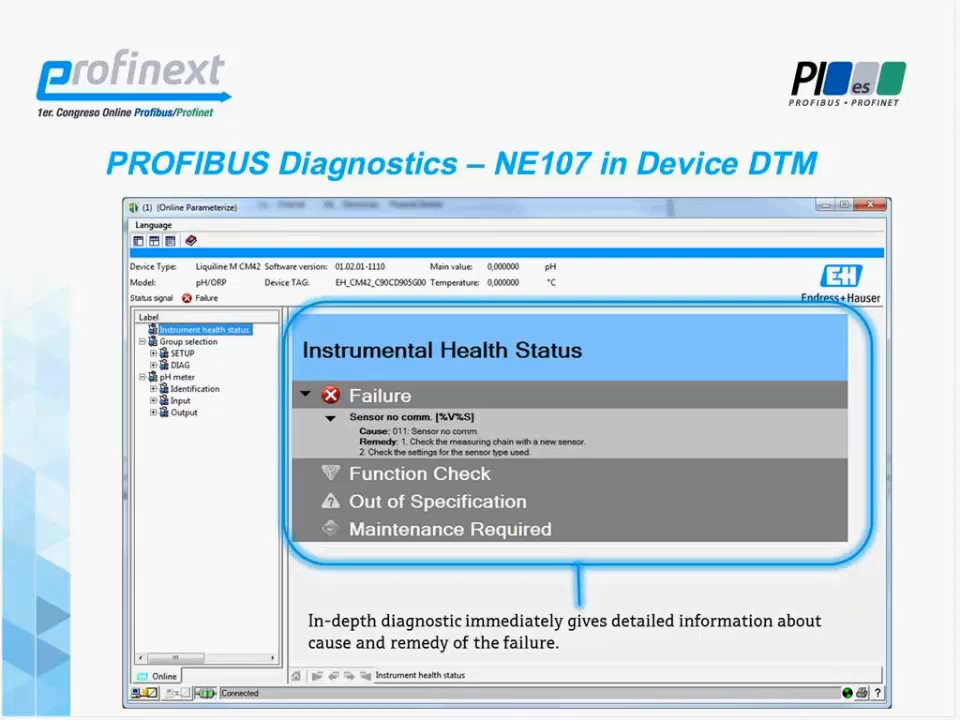 profinext
1er. Congreso Online Profibus/Profinet
PI es
PROFIBUS • PROFINET
PROFIBUS Diagnostics – NE107 in Device DTM
(1) (Online Parameterize)
Language
Device Type: Liquiline M CM42 Software version: 01.02.01-1110 Main value: 0,000000 pH
Model: pH/ORP Device TAG: EH_CM42_C90CD905G00 Temperature: 0,000000 °C
Status signal Failure
EH
Endress+Hauser
Label
Instrument health status
Group selection
SETUP
DIAG
pH meter
Identification
Input
Output
Instrumental Health Status
Failure
Sensor no comm. [%V%S]
Cause: 011: Sensor no comm.
Remedy: 1. Check the measuring chain with a new sensor.
2. Check the settings for the sensor type used.
Function Check
Out of Specification
Maintenance Required
In-depth diagnostic immediately gives detailed information about
cause and remedy of the failure.
Online
Instrument health status
Connected